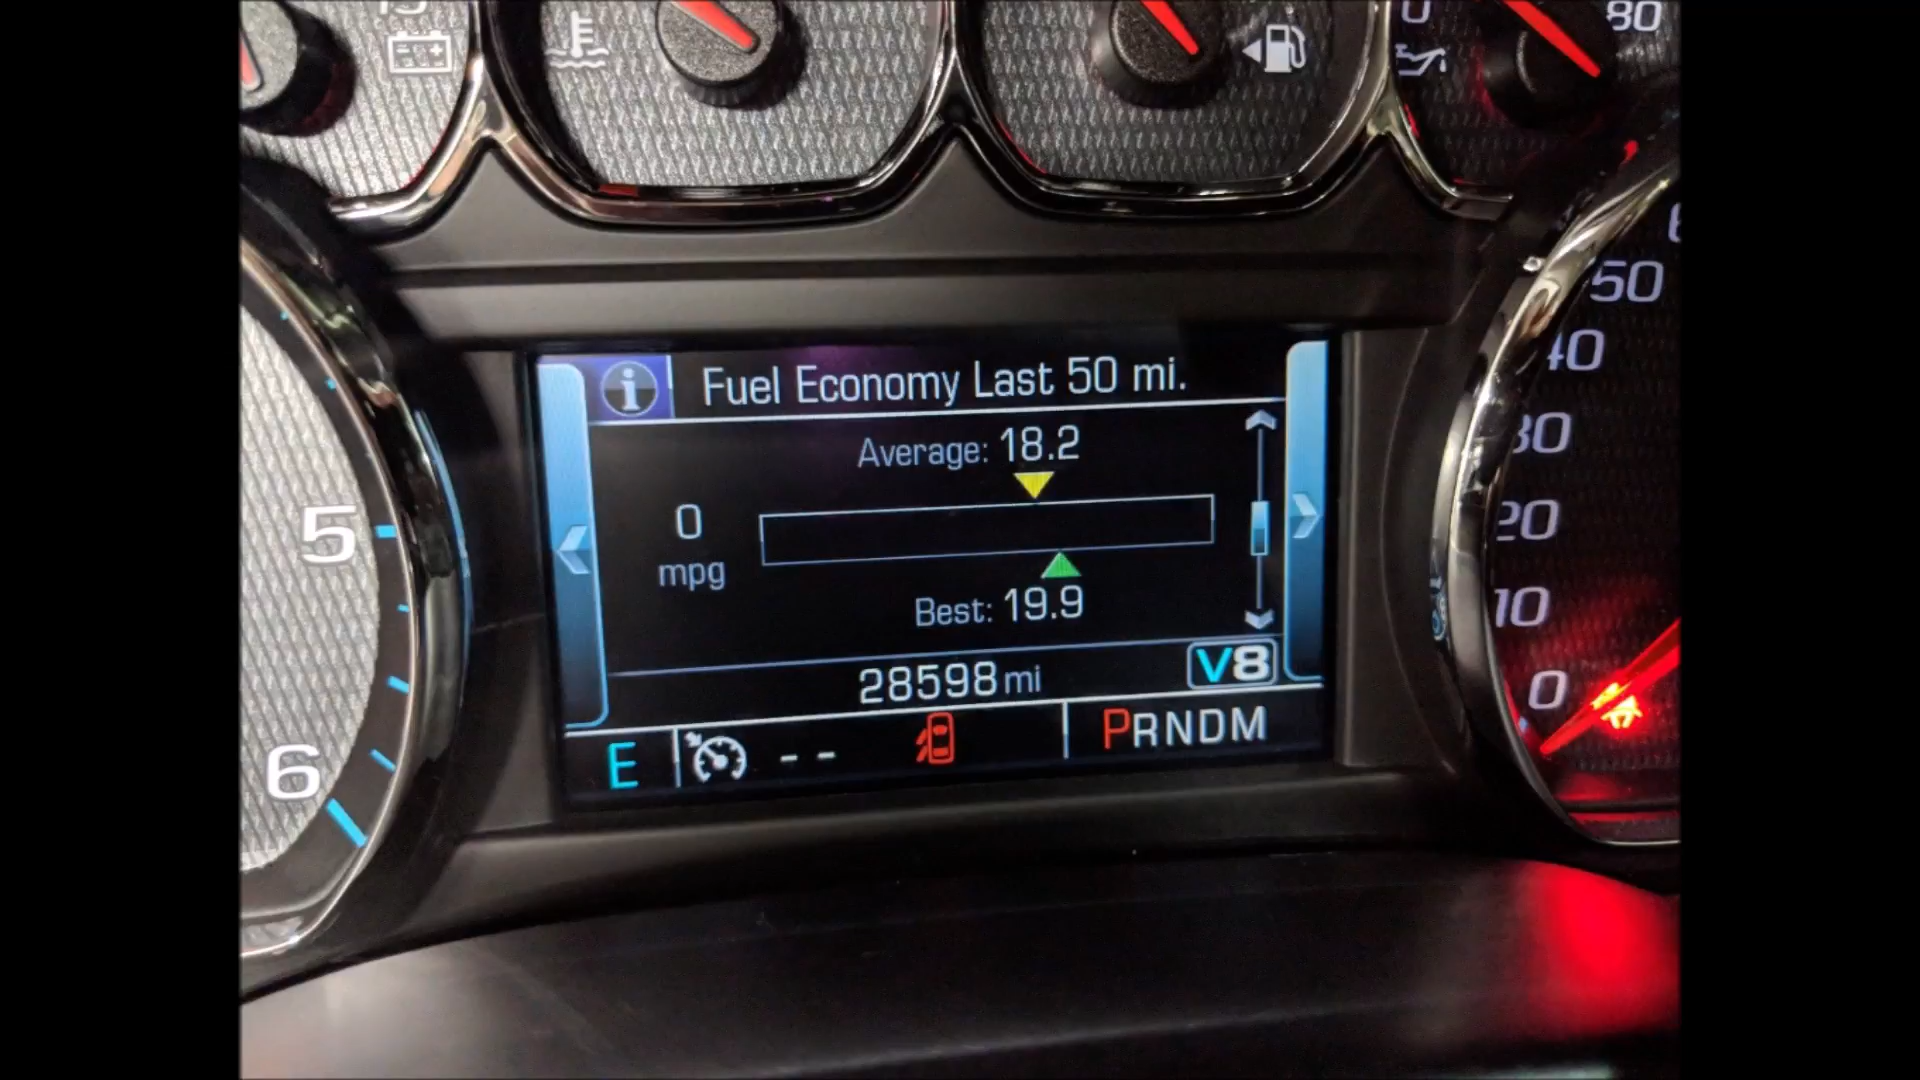 80
50
40
30
20
10
0
5
6
Fuel Economy Last 50 mi.
Average: 18.2
0
mpg
Best: 19.9
28598 mi
V8
E
- -
PRNDM